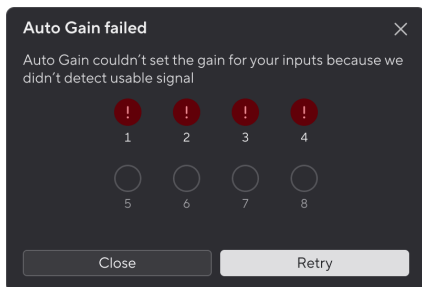 Auto Gain failed
Auto Gain couldn’t set the gain for your inputs because we
didn’t detect usable signal
! ! ! !
1 2 3 4
5 6 7 8
Close Retry